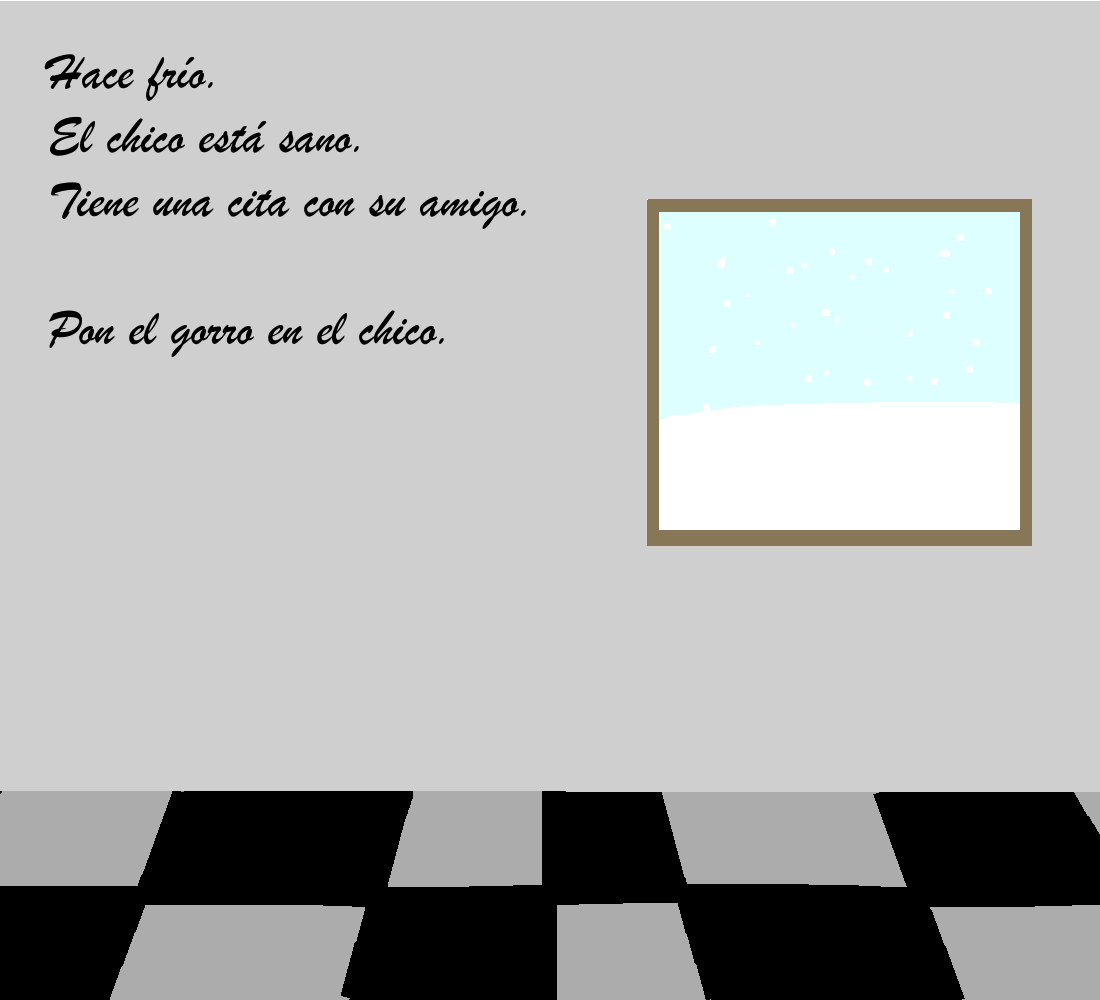 Hace frío.
El chico está sano.
Tiene una cita con su amigo.
Pon el gorro en el chico.